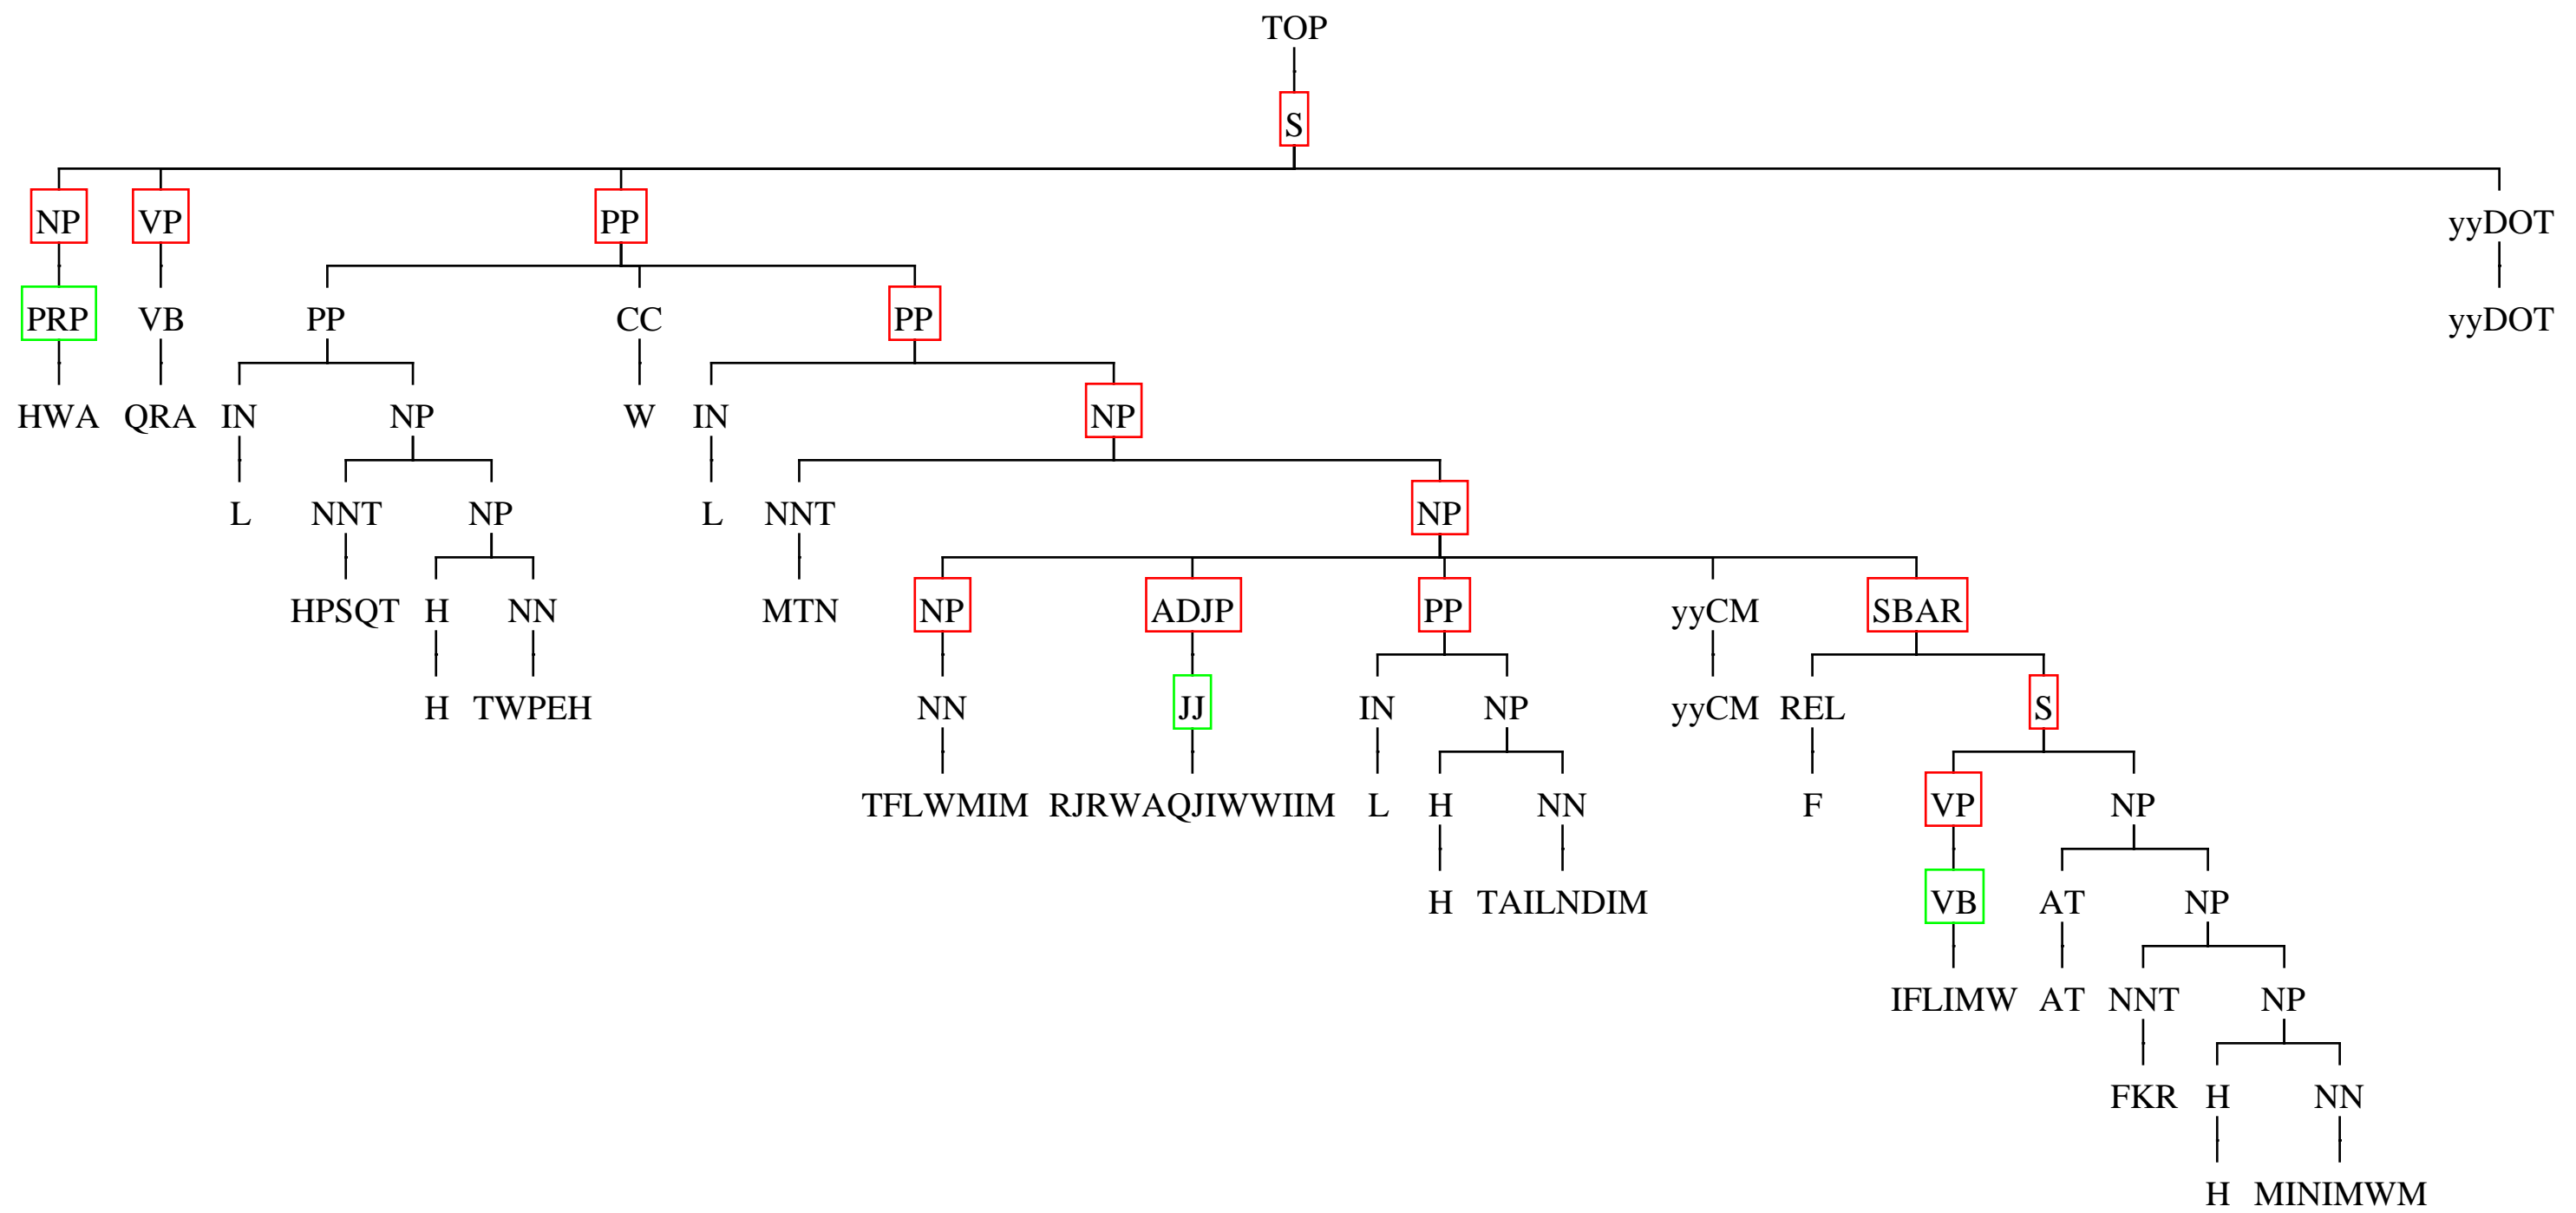 TOP
S
NP VP PP yyDOT
PRP VB PP CC PP yyDOT
HWA QRA IN NP W IN NP
L NNT NP L NNT NP
HPSQT H NN MTN NP ADJP PP yyCM SBAR
H TWPEH NN JJ IN NP yyCM REL S
TFLWMIM RJRWAQJIWWIIM L H NN F VP NP
H TAILNDIM VB AT NP
IFLIMW AT NNT NP
FKR H NN
H MINIMWM